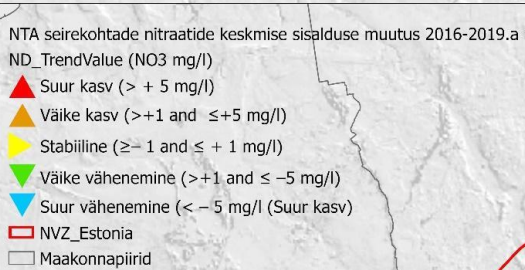 NTA seirekohtade nitraatide keskmise sisalduse muutus 2016-2019.a
ND_TrendValue (NO3 mg/l)
Suur kasv (> + 5 mg/l)
Väike kasv (>+1 and ≤+5 mg/l)
Stabiiline (≥− 1 and ≤ + 1 mg/l)
Väike vähenemine (>+1 and ≤ −5 mg/l)
Suur vähenemine (< − 5 mg/l (Suur kasv)
NVZ_Estonia
Maakonnapiirid